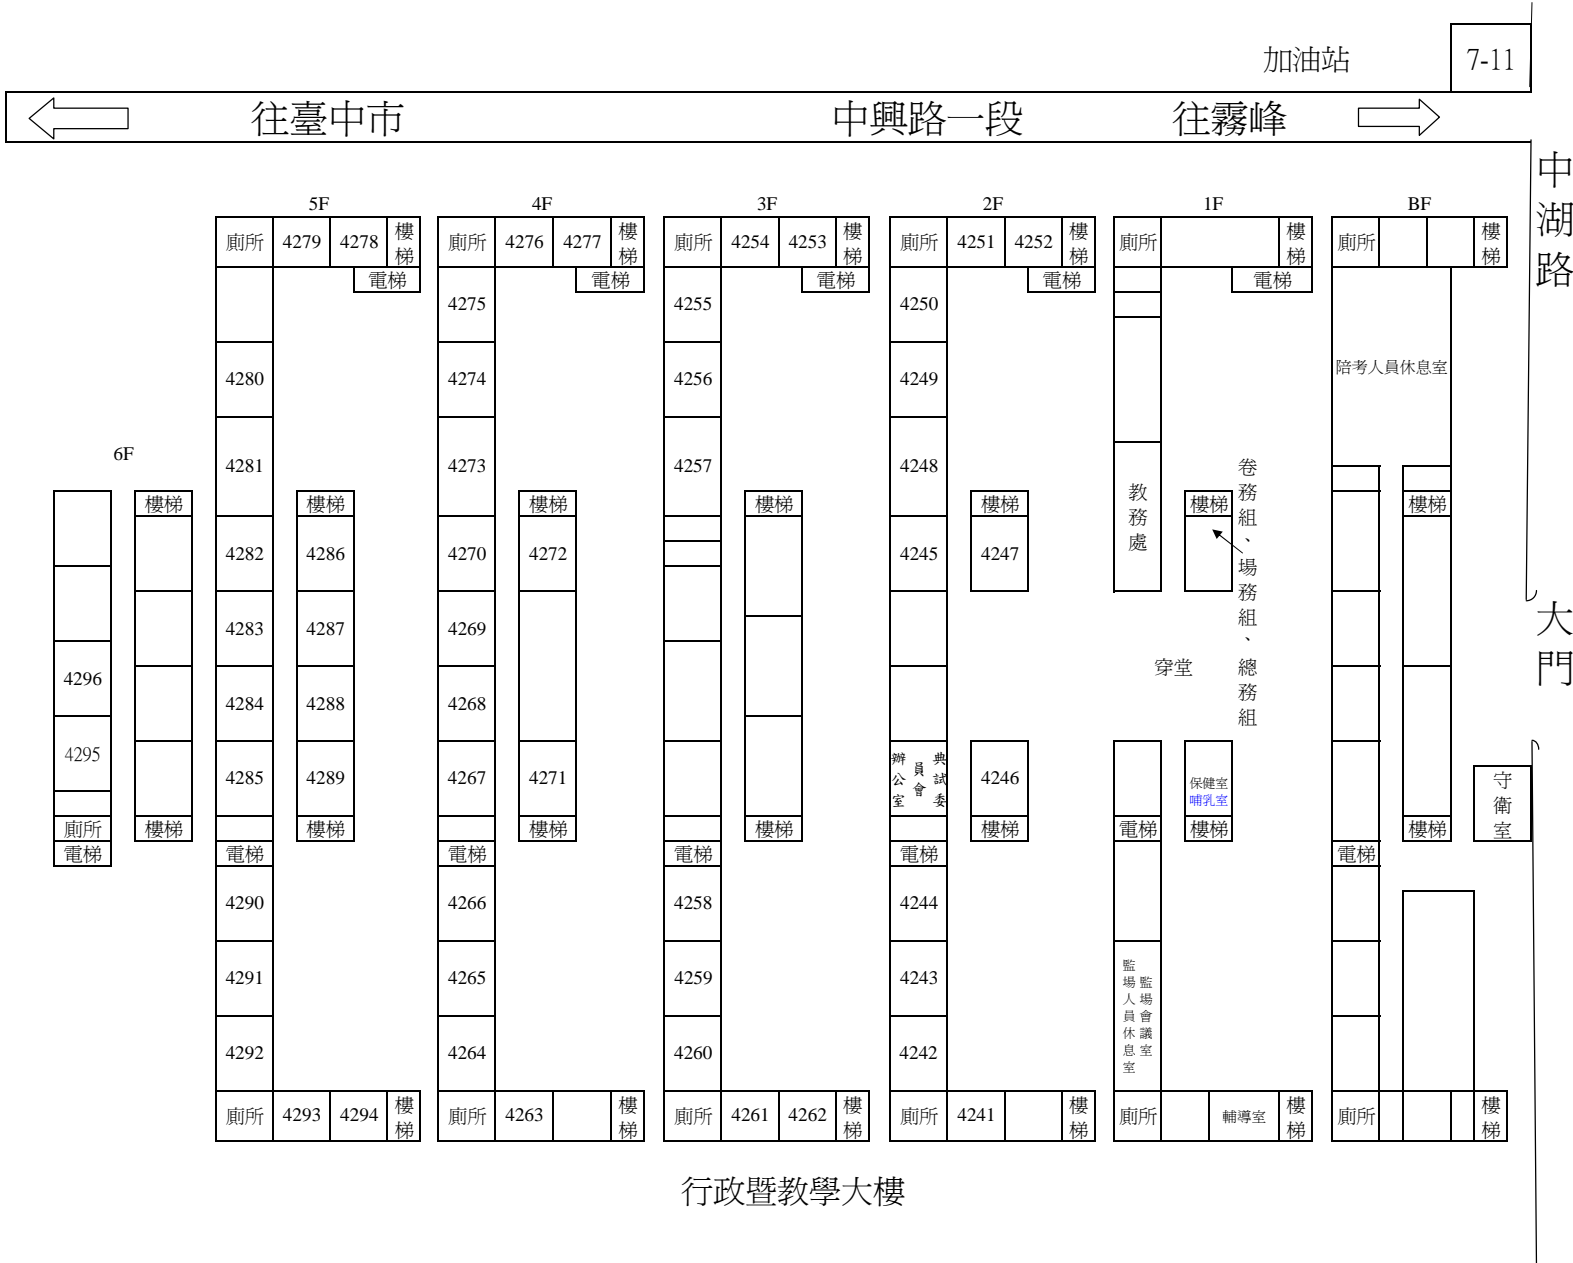 加油站 7-11
往臺中市 中興路一段 往霧峰
中湖路
大門
守衛室
5F
廁所 4279 4278 樓梯
電梯
4280
4281
4282
4283
4284
4285
電梯
4290
4291
4292
廁所 4293 4294 樓梯
樓梯
4286
4287
4288
4289
樓梯
6F
4296
4295
廁所
電梯
樓梯
樓梯
4F
廁所 4276 4277 樓梯
電梯
4275
4274
4273
4270
4269
4268
4267
電梯
4266
4265
4264
廁所 4263 樓梯
樓梯
4272
4271
樓梯
3F
廁所 4254 4253 樓梯
電梯
4255
4256
4257
電梯
4258
4259
4260
廁所 4261 4262 樓梯
樓梯
樓梯
2F
廁所 4251 4252 樓梯
電梯
4250
4249
4248
4245
典試委
員會
辦公室
電梯
4244
4243
4242
廁所 4241 樓梯
樓梯
4247
4246
樓梯
1F
廁所 樓梯
電梯
教務處
樓梯
卷務組、場務組、總務組
穿堂
保健室
哺乳室
電梯 樓梯
監場會議室
監場人員休息室
廁所 輔導室 樓梯
BF
廁所 樓梯
陪考人員休息室
樓梯
樓梯
電梯
廁所 樓梯
行政暨教學大樓